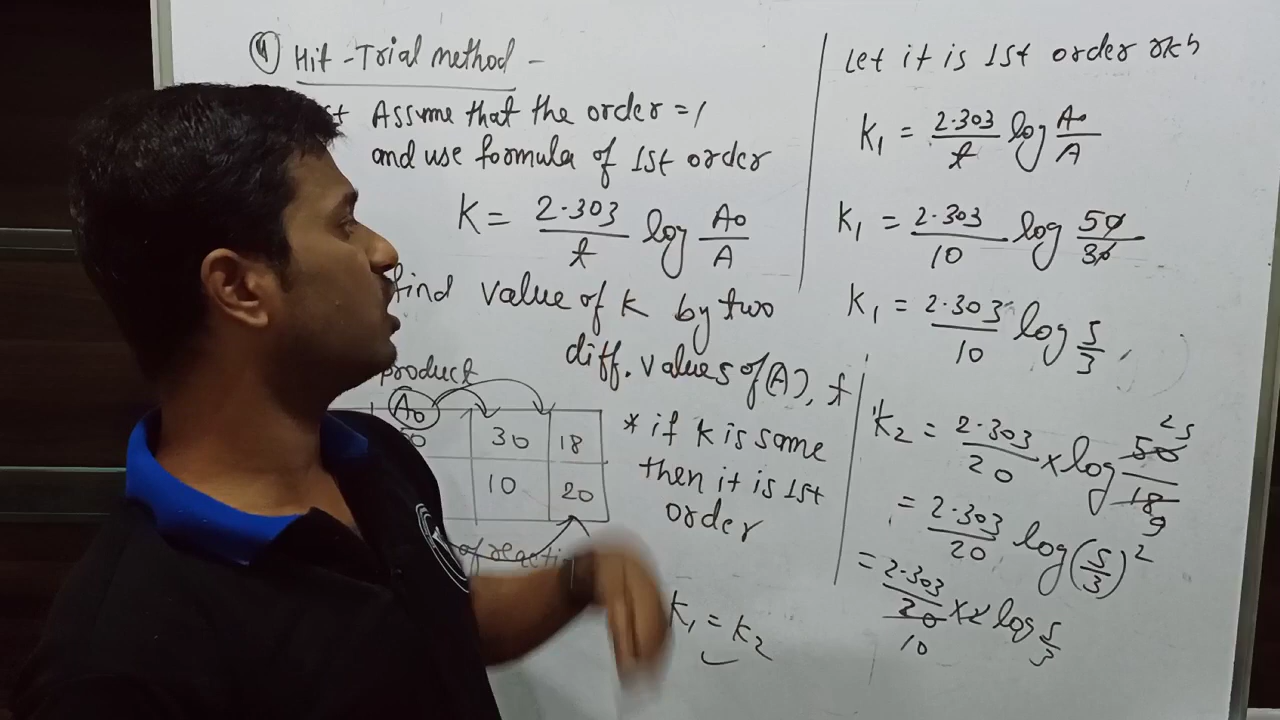 ④ Hit - Trial method -
Assume that the order = 1
and use formula of 1st order
K = 2.303/t log A₀/A
find value of K by two
diff. values of (A), t
product
A₀ 30 18
50 10 20
* if K is same
then it is 1st
order
K₁ = K₂
Let it is 1st order rxⁿ
K₁ = 2.303/t log A₀/A
K₁ = 2.303/10 log 50/30
K₁ = 2.303/10 log 5/3
K₂ = 2.303/20 × log 50/18 25/9
= 2.303/20 log (5/3)²
= 2.303/20 × 2 log 5/3
10